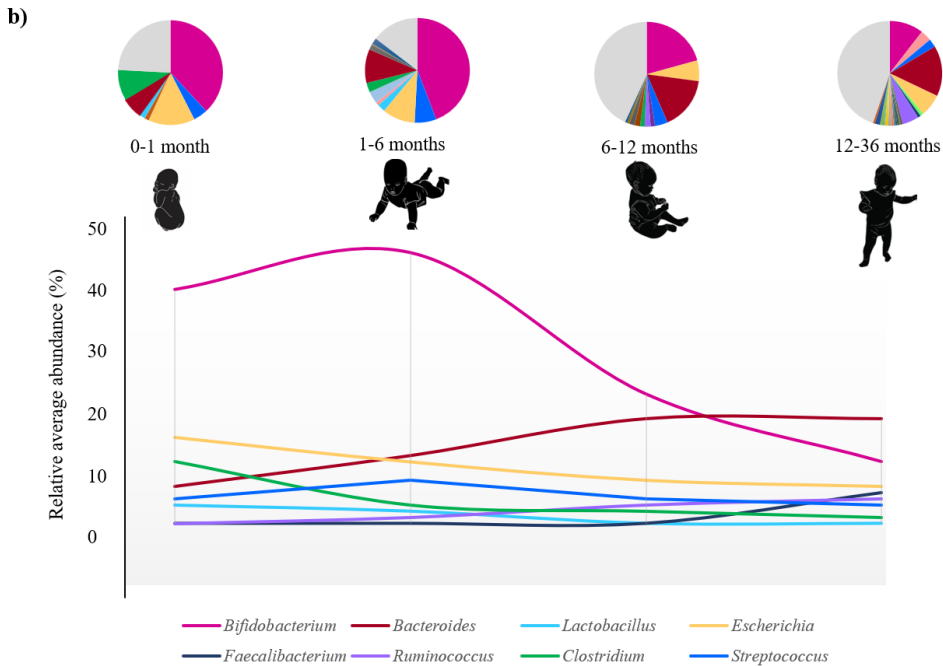 b)
0-1 month
1-6 months
6-12 months
12-36 months
Relative average abundance (%)
50
40
30
20
10
0
Bifidobacterium
Bacteroides
Lactobacillus
Escherichia
Faecalibacterium
Ruminococcus
Clostridium
Streptococcus